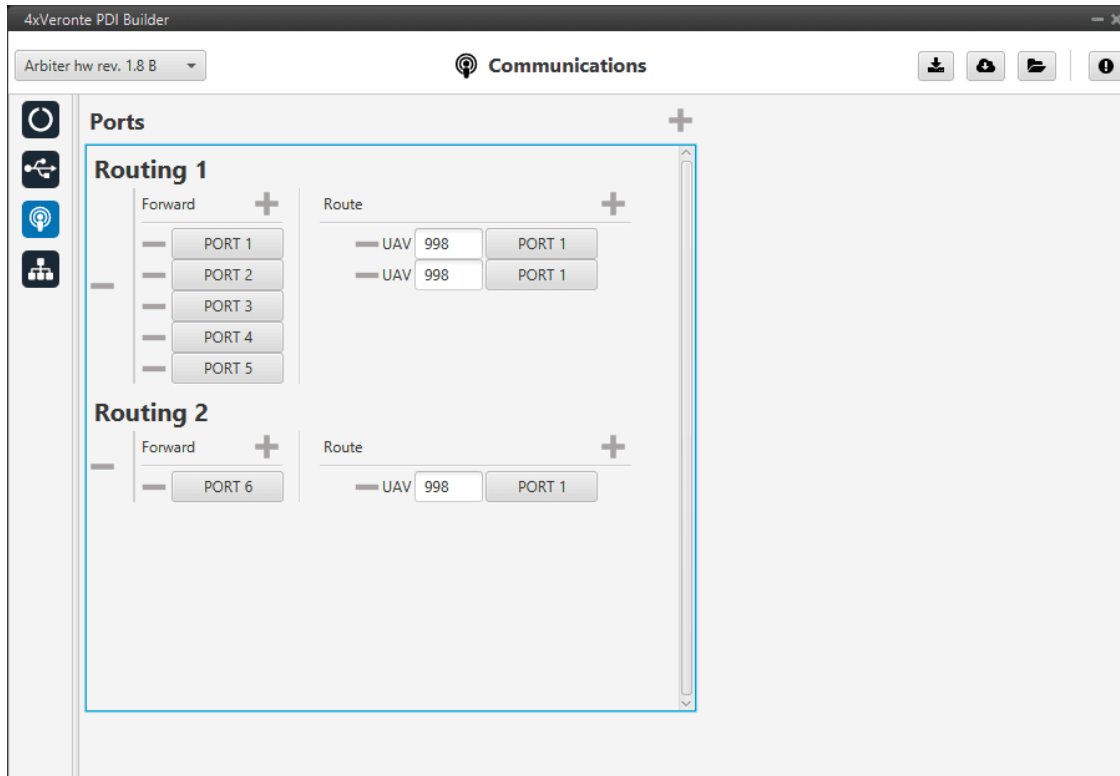 4xVeronte PDI Builder
Arbiter hw rev. 1.8 B
Communications
Ports
Routing 1
Forward Route
PORT 1 UAV 998 PORT 1
PORT 2 UAV 998 PORT 1
PORT 3
PORT 4
PORT 5
Routing 2
Forward Route
PORT 6 UAV 998 PORT 1